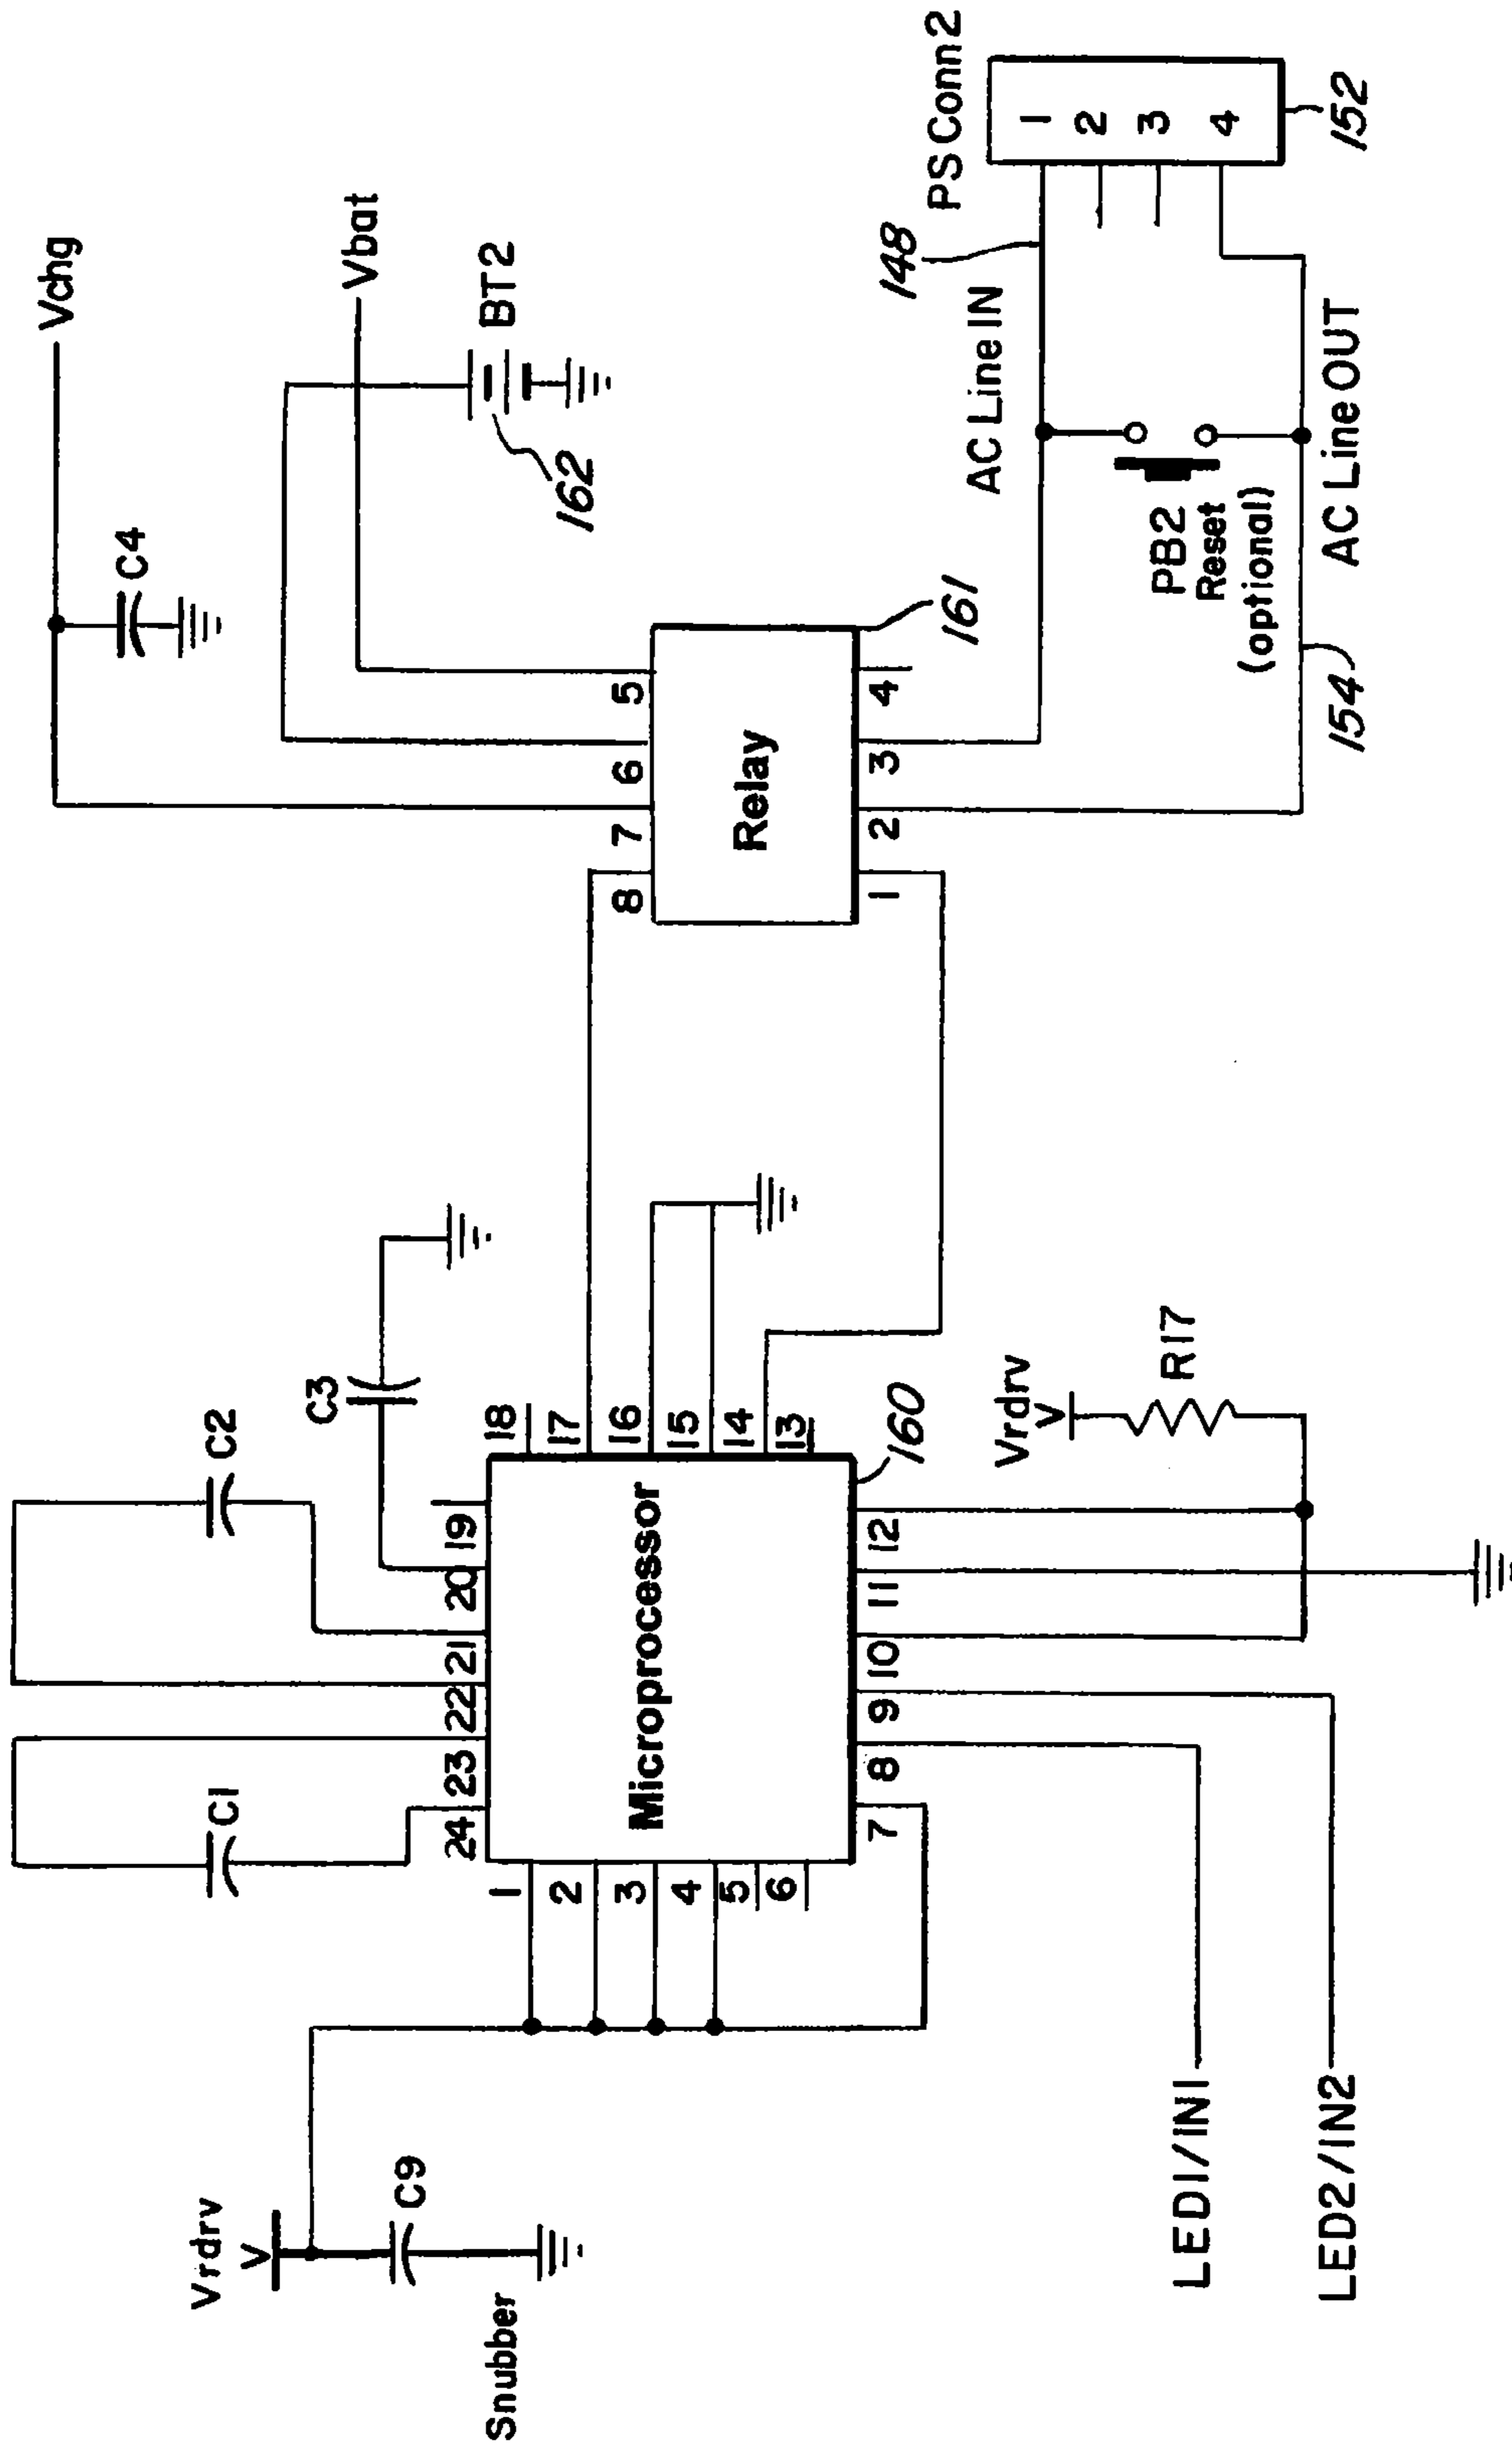 Vchg
C4
Vbat
BT2
162
C2
C3
C1
Vrdrv
V
C9
Snubber
24 23 22 21 20 19
18
17
16
15
14
13
1
2
3
4
5
6
Microprocessor
7 8 9 10 11 12
160
8 7 6 5
Relay
1 2 3 4
161
PS Conn2
1
2
3
4
152
148
AC Line IN
PB2
Reset
(optional)
AC Line OUT
154
Vrdrv
V
R17
LED1/IN1
LED2/IN2